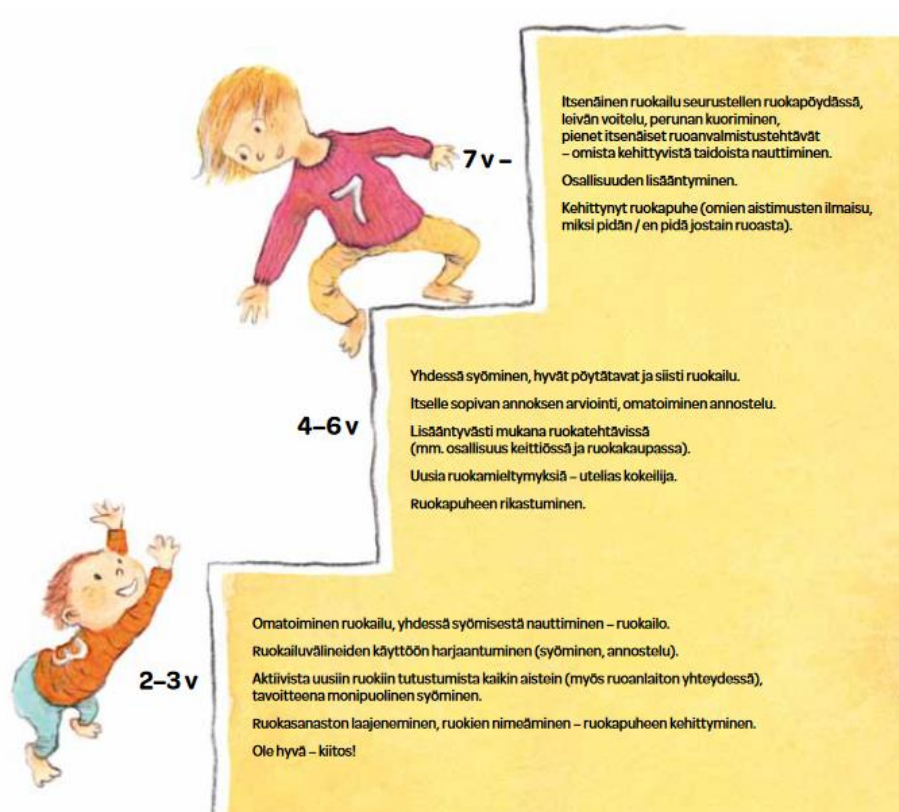 7 v –
Itsenäinen ruokailu seurustellen ruokapöydässä,
leivän voitelu, perunan kuoriminen,
pienet itsenäiset ruoanvalmistustehtävät
– omista kehittyvistä taidoista nauttiminen.
Osallisuuden lisääntyminen.
Kehittynyt ruokapuhe (omien aistimusten ilmaisu,
miksi pidän / en pidä jostain ruoasta).
7
4–6 v
Yhdessä syöminen, hyvät pöytätavat ja siisti ruokailu.
Itselle sopivan annoksen arviointi, omatoiminen annostelu.
Lisääntyvästi mukana ruokatehtävissä
(mm. osallisuus keittiössä ja ruokakaupassa).
Uusia ruokamieltymyksiä – utelias kokeilija.
Ruokapuheen rikastuminen.
2–3 v
3
Omatoiminen ruokailu, yhdessä syömisestä nauttiminen – ruokailo.
Ruokailuvälineiden käyttöön harjaantuminen (syöminen, annostelu).
Aktiivista uusiin ruokiin tutustumista kaikin aistein (myös ruoanlaiton yhteydessä),
tavoitteena monipuolinen syöminen.
Ruokasanaston laajeneminen, ruokien nimeäminen – ruokapuheen kehittyminen.
Ole hyvä – kiitos!